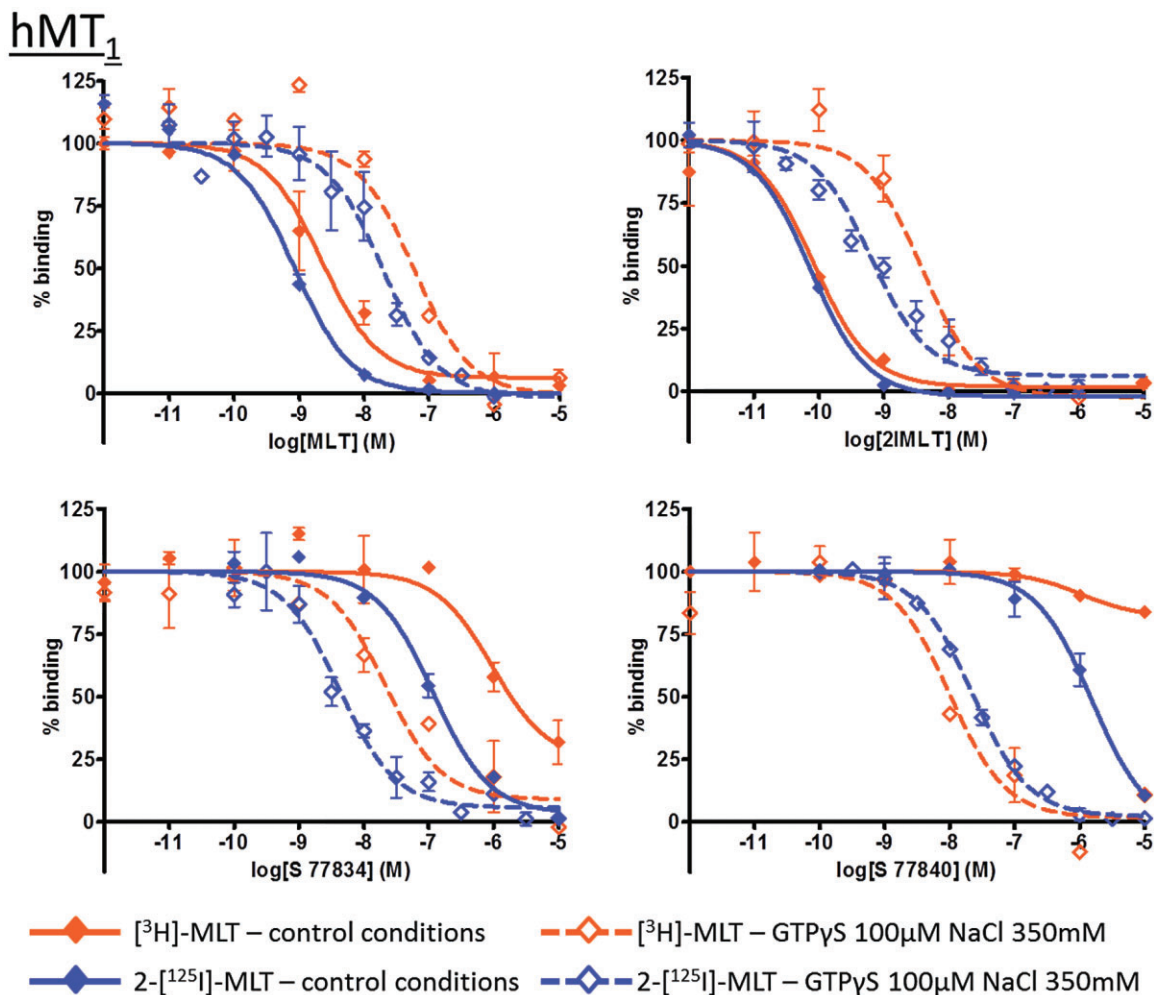 hMT1
125
100
75
50
25
0
% binding
-11 -10 -9 -8 -7 -6 -5
log[MLT] (M)
125
100
75
50
25
0
% binding
-11 -10 -9 -8 -7 -6 -5
log[2IMLT] (M)
125
100
75
50
25
0
% binding
-11 -10 -9 -8 -7 -6 -5
log[S 77834] (M)
125
100
75
50
25
0
% binding
-11 -10 -9 -8 -7 -6 -5
log[S 77840] (M)
[³H]-MLT – control conditions
[³H]-MLT – GTPγS 100µM NaCl 350mM
2-[¹²⁵I]-MLT – control conditions
2-[¹²⁵I]-MLT – GTPγS 100µM NaCl 350mM